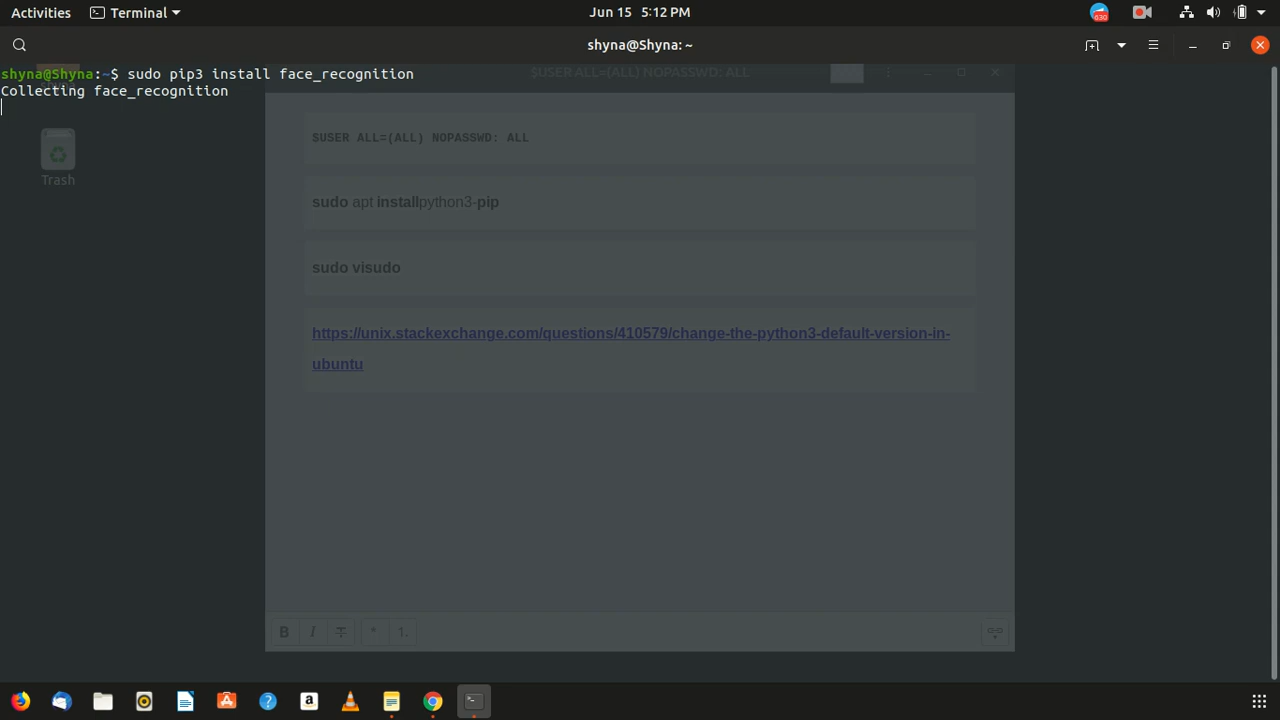 Activities Terminal Jun 15 5:12 PM 630
shyna@Shyna: ~
shyna@Shyna:~$ sudo pip3 install face_recognition
$USER ALL=(ALL) NOPASSWD: ALL
Collecting face_recognition
$USER ALL=(ALL) NOPASSWD: ALL
Trash
sudo apt installpython3-pip
sudo visudo
https://unix.stackexchange.com/questions/410579/change-the-python3-default-version-in-
ubuntu
B I T * 1.